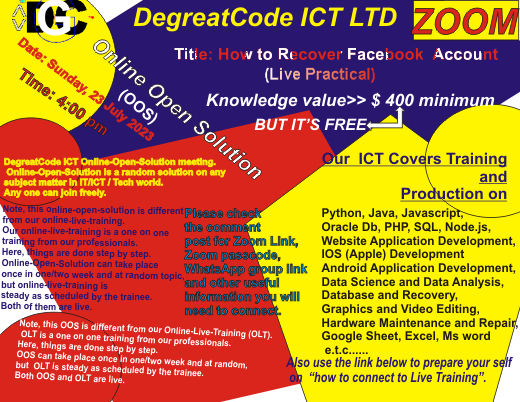 DGC
DegreatCode ICT LTD
ZOOM
Title: How to Recover Facebook Account
(Live Practical)
Date: Sunday, 23 July 2023
Time: 4:00 pm
Online Open Solution
(OOS)
Knowledge value>> $ 400 minimum
BUT IT'S FREE
DegreatCode ICT Online-Open-Solution meeting.
Online-Open-Solution is a random solution on any
subject matter in IT/ICT / Tech world.
Any one can join freely.
Note, this online-open-solution is different
from our online-live-training.
Our online-live-training is a one on one
training from our professionals.
Here, things are done step by step.
Online-Open-Solution can take place
once in one/two week and at random topic,
but online-live-training is
steady as scheduled by the trainee.
Both of them are live.
Please check
the comment
post for Zoom Link,
Zoom passcode,
WhatsApp group link
and other useful
information you will
need to connect.
Our ICT Covers Training
and
Production on
Python, Java, Javascript,
Oracle Db, PHP, SQL, Node.js,
Website Application Development,
IOS (Apple) Development
Android Application Development,
Data Science and Data Analysis,
Database and Recovery,
Graphics and Video Editing,
Hardware Maintenance and Repair,
Google Sheet, Excel, Ms word
e.t.c......
Note, this OOS is different from our Online-Live-Training (OLT).
OLT is a one on one training from our professionals.
Here, things are done step by step.
OOS can take place once in one/two week and at random,
but OLT is steady as scheduled by the trainee.
Both OOS and OLT are live.
Also use the link below to prepare your self
on “how to connect to Live Training”.